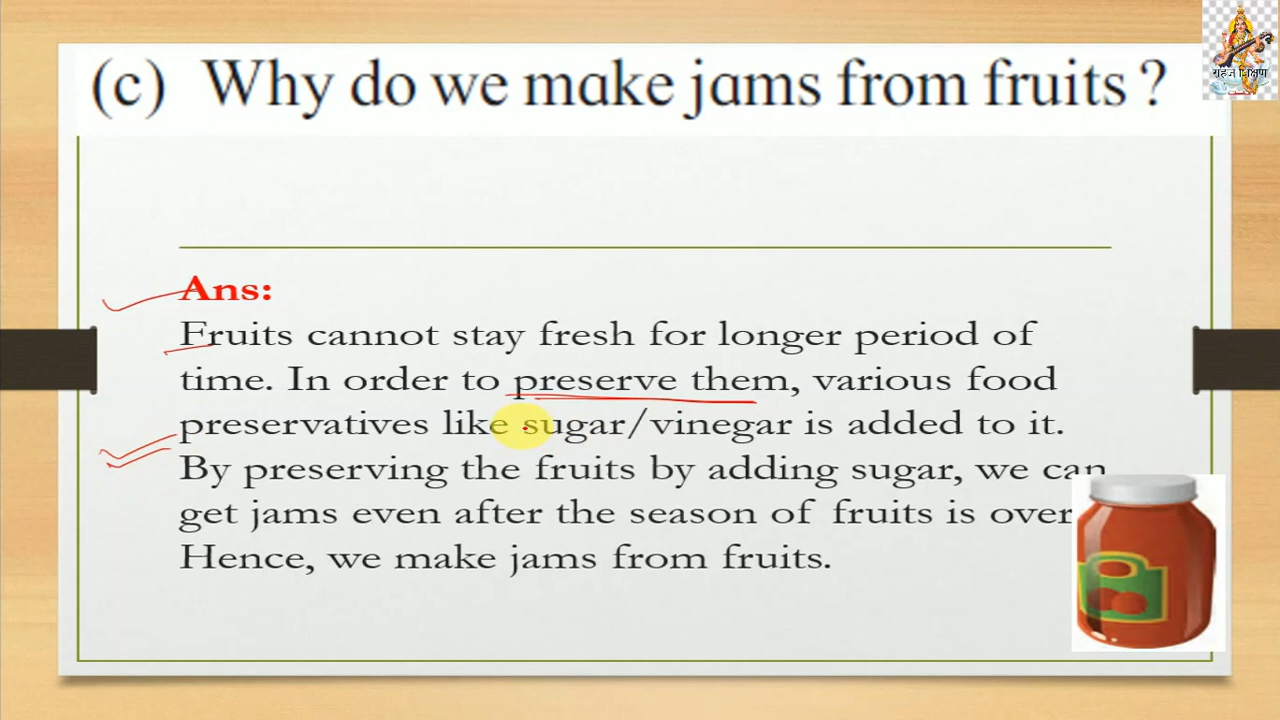 (c) Why do we make jams from fruits ?
Ans:
Fruits cannot stay fresh for longer period of
time. In order to preserve them, various food
preservatives like sugar/vinegar is added to it.
By preserving the fruits by adding sugar, we can
get jams even after the season of fruits is over
Hence, we make jams from fruits.